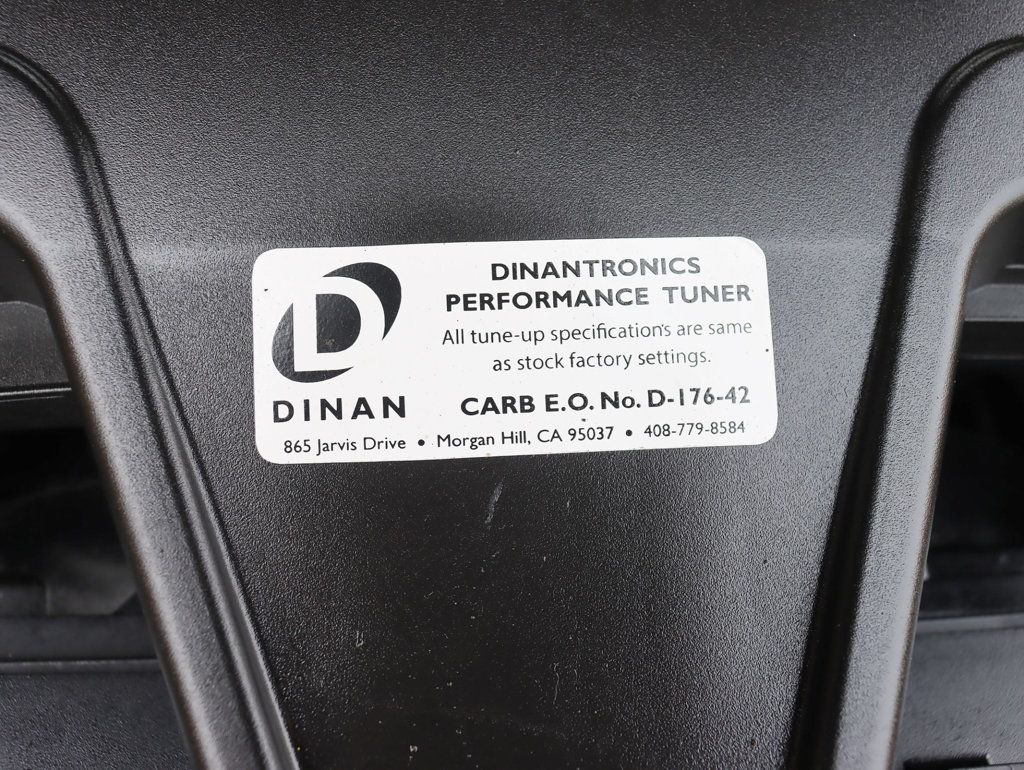 D
DINANTRONICS
PERFORMANCE TUNER
All tune-up specifications are same
as stock factory settings.
DINAN
CARB E.O. No. D-176-42
865 Jarvis Drive • Morgan Hill, CA 95037 • 408-779-8584